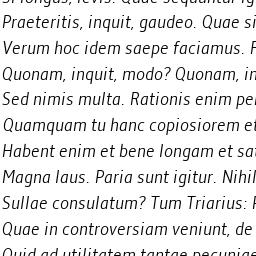 si longus, levis. Quae sequuntur ig
Praeteritis, inquit, gaudeo. Quae si
Verum hoc idem saepe faciamus.
Quonam, inquit, modo? Quonam, in
Sed nimis multa. Rationis enim per
Quamquam tu hanc copiosiorem et
Habent enim et bene longam et sat
Magna laus. Paria sunt igitur. Nihil
Sullae consulatum? Tum Triarius:
Quae in controversiam veniunt, de
Quid ad utilitatem tantae pecuniae